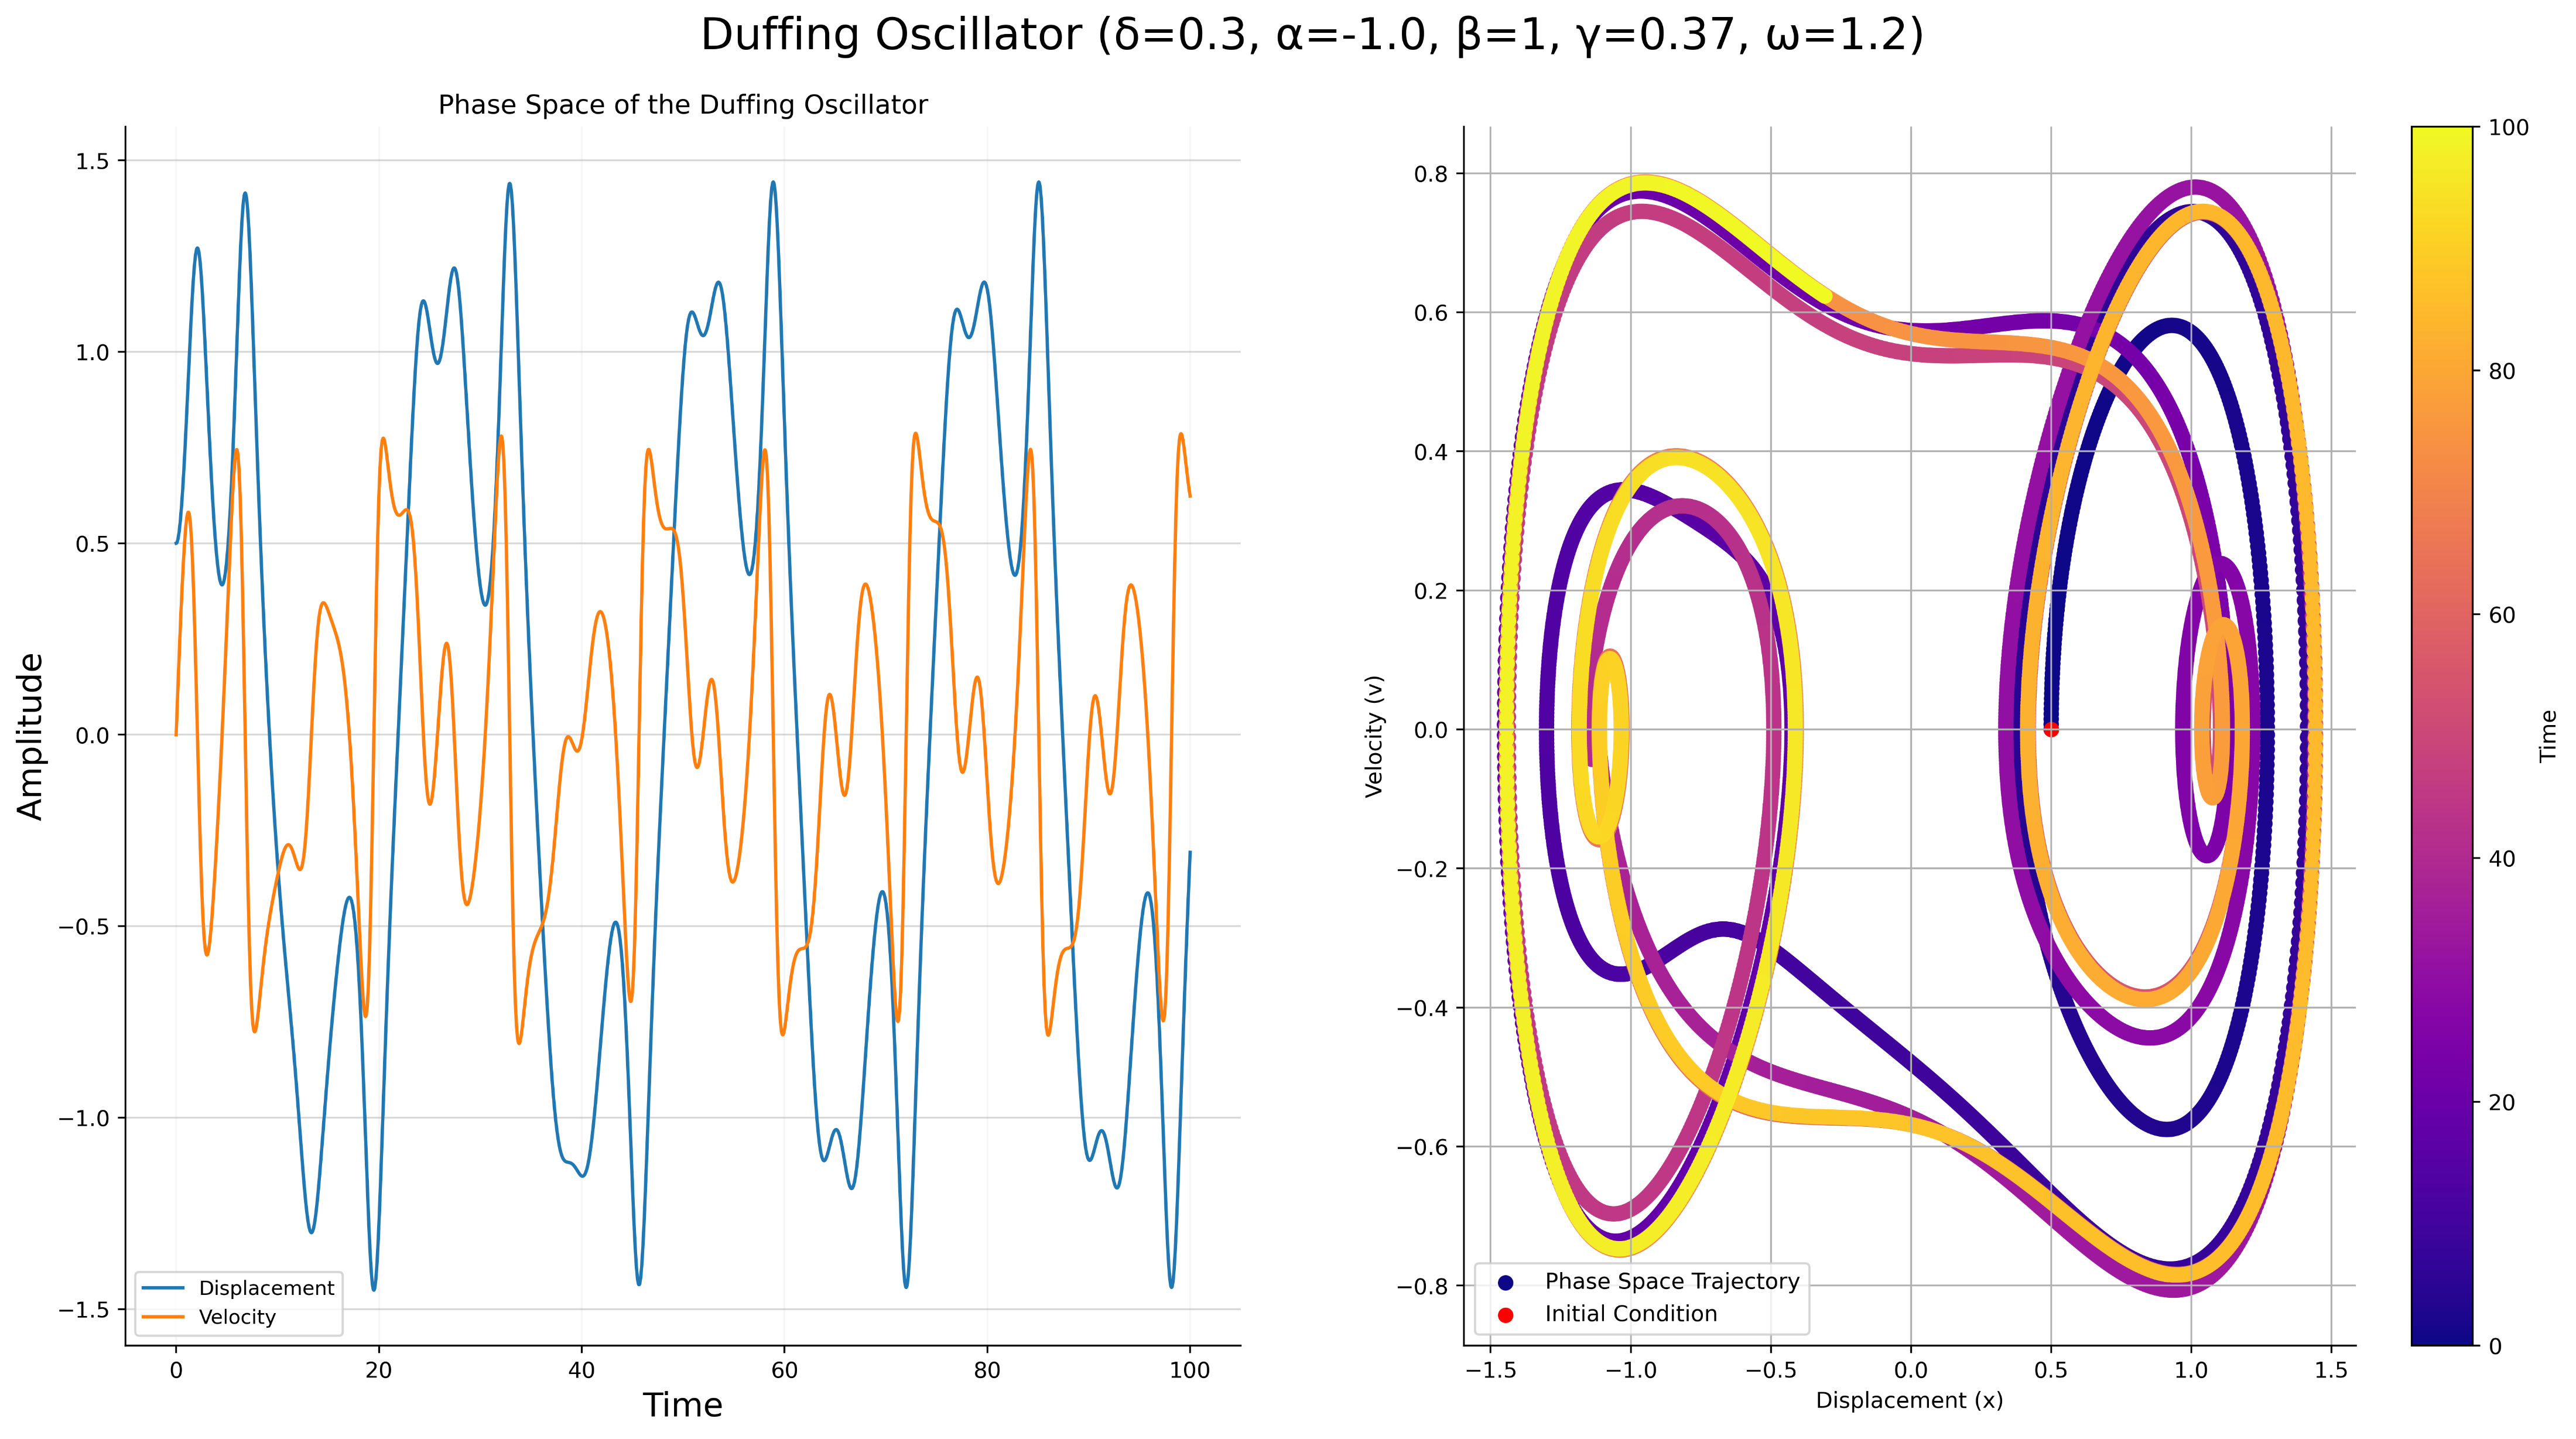 Duffing Oscillator (δ=0.3, α=-1.0, β=1, γ=0.37, ω=1.2)
Phase Space of the Duffing Oscillator
Amplitude
1.5
1.0
0.5
0.0
−0.5
−1.0
−1.5
Displacement
Velocity
0 20 40 60 80 100
Time
Velocity (v)
0.8
0.6
0.4
0.2
0.0
−0.2
−0.4
−0.6
−0.8
Phase Space Trajectory
Initial Condition
−1.5 −1.0 −0.5 0.0 0.5 1.0 1.5
Displacement (x)
100
80
60
40
20
0
Time